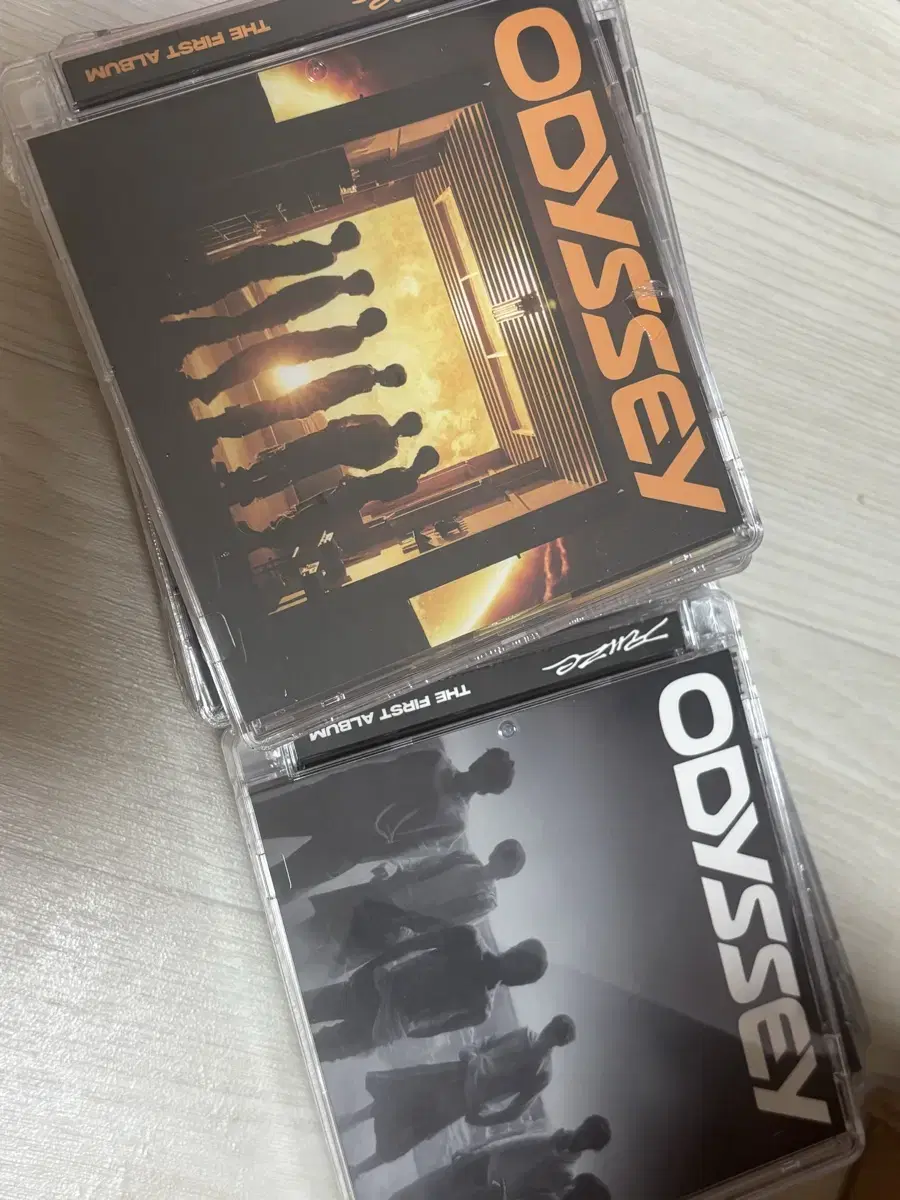 THE FIRST ALBUM
ODYSSEY
RIIZE
THE FIRST ALBUM
ODYSSEY